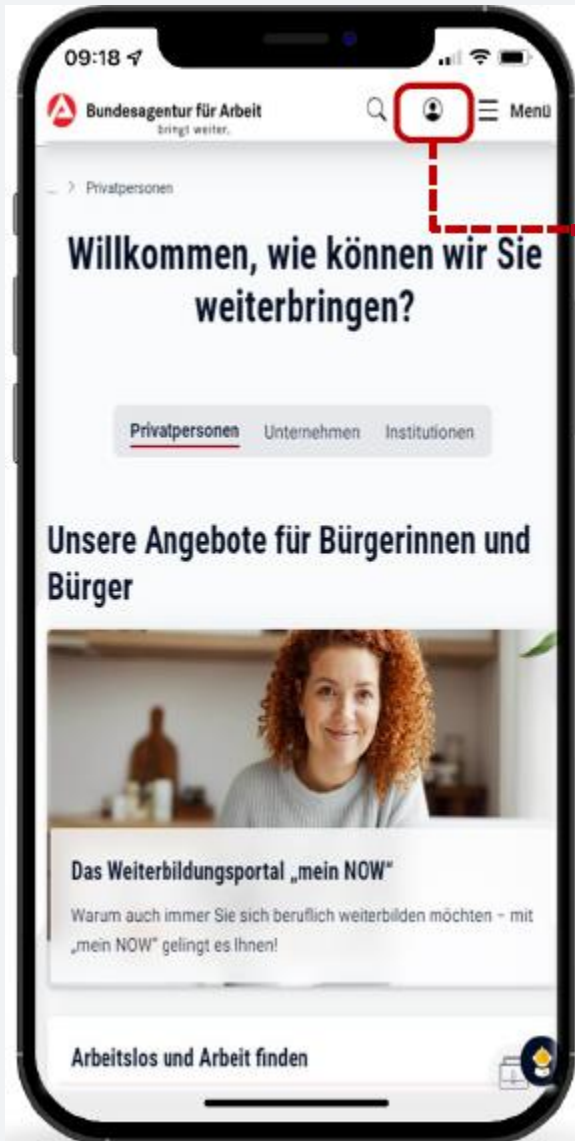 09:18
Bundesagentur für Arbeit
bringt weiter.
Menü
... > Privatpersonen
Willkommen, wie können wir Sie
weiterbringen?
Privatpersonen Unternehmen Institutionen
Unsere Angebote für Bürgerinnen und
Bürger
Das Weiterbildungsportal „mein NOW“
Warum auch immer Sie sich beruflich weiterbilden möchten – mit
„mein NOW“ gelingt es Ihnen!
Arbeitslos und Arbeit finden